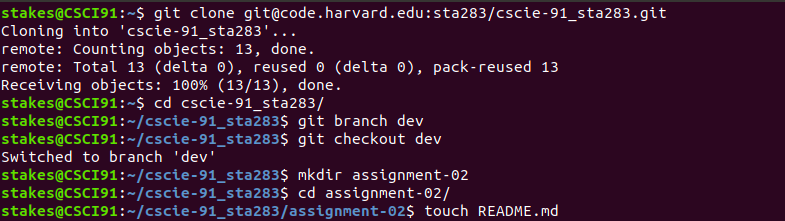 stakes@CSCI91:~$ git clone git@code.harvard.edu:sta283/cscie-91_sta283.git
Cloning into 'cscie-91_sta283'...
remote: Counting objects: 13, done.
remote: Total 13 (delta 0), reused 0 (delta 0), pack-reused 13
Receiving objects: 100% (13/13), done.
stakes@CSCI91:~$ cd cscie-91_sta283/
stakes@CSCI91:~/cscie-91_sta283$ git branch dev
stakes@CSCI91:~/cscie-91_sta283$ git checkout dev
Switched to branch 'dev'
stakes@CSCI91:~/cscie-91_sta283$ mkdir assignment-02
stakes@CSCI91:~/cscie-91_sta283$ cd assignment-02/
stakes@CSCI91:~/cscie-91_sta283/assignment-02$ touch README.md